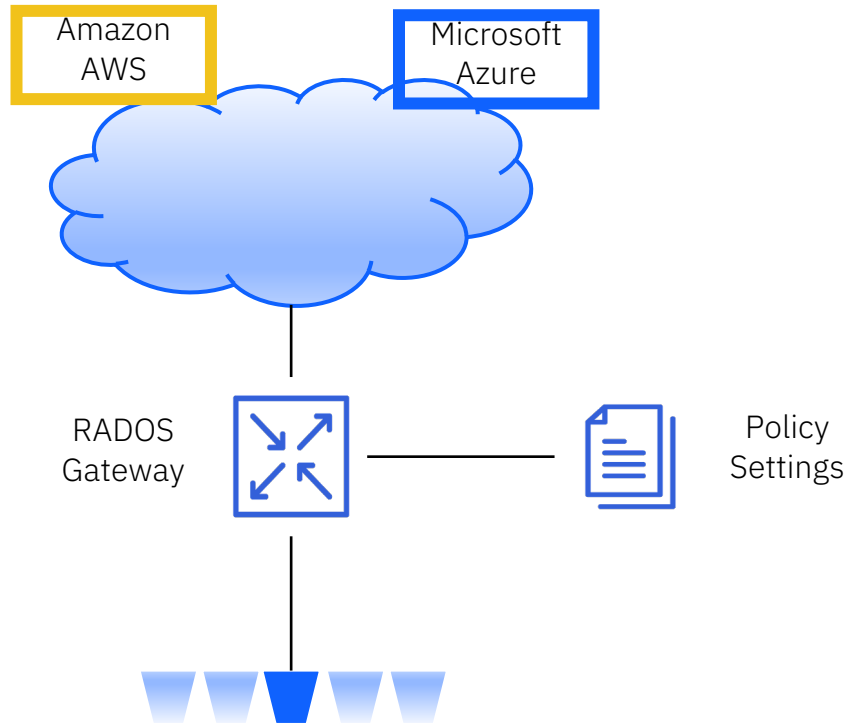 Amazon
AWS
Microsoft
Azure
RADOS
Gateway
Policy
Settings